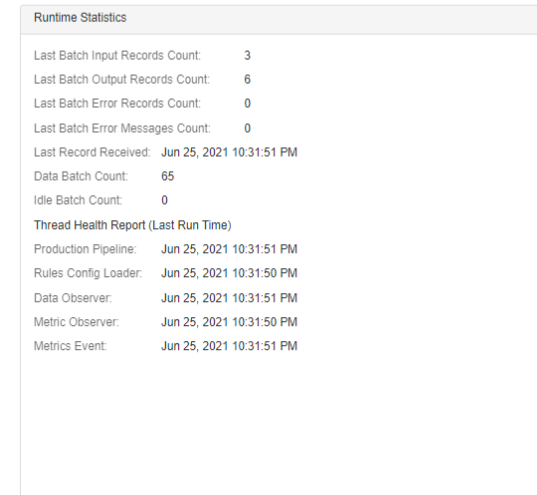 Runtime Statistics
Last Batch Input Records Count: 3
Last Batch Output Records Count: 6
Last Batch Error Records Count: 0
Last Batch Error Messages Count: 0
Last Record Received: Jun 25, 2021 10:31:51 PM
Data Batch Count: 65
Idle Batch Count: 0
Thread Health Report (Last Run Time)
Production Pipeline: Jun 25, 2021 10:31:51 PM
Rules Config Loader: Jun 25, 2021 10:31:50 PM
Data Observer: Jun 25, 2021 10:31:51 PM
Metric Observer: Jun 25, 2021 10:31:50 PM
Metrics Event: Jun 25, 2021 10:31:51 PM